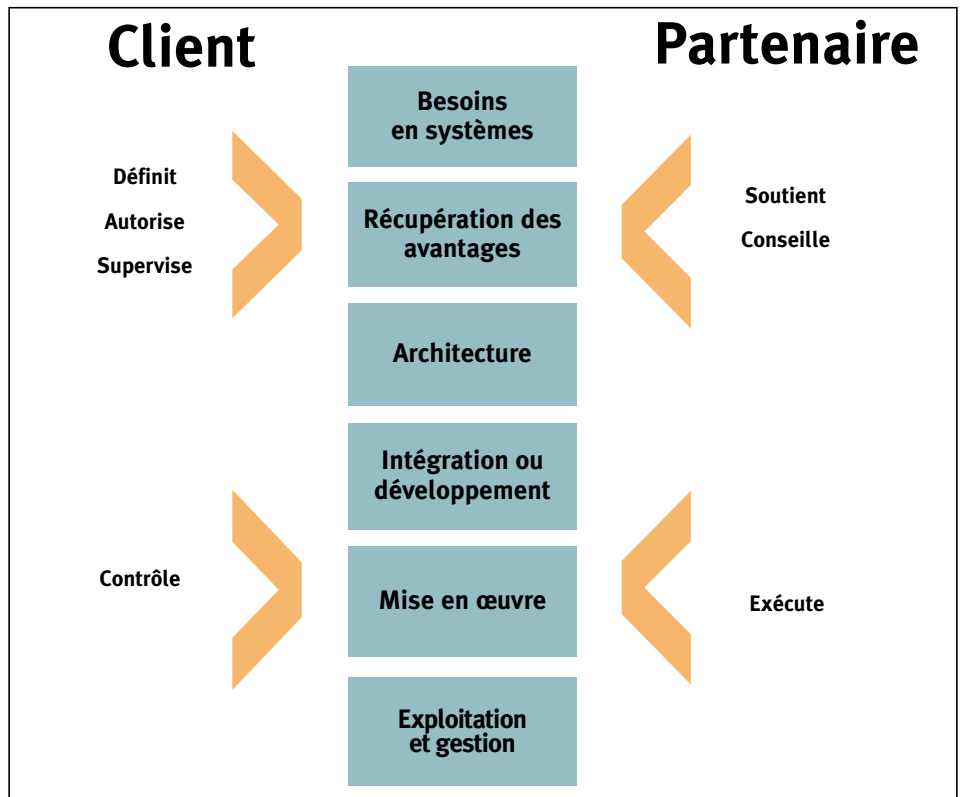 Client
Partenaire
Besoins
en systèmes
Définit
Autorise
Supervise
Récupération des
avantages
Soutient
Conseille
Architecture
Intégration ou
développement
Contrôle
Mise en œuvre
Exécute
Exploitation
et gestion